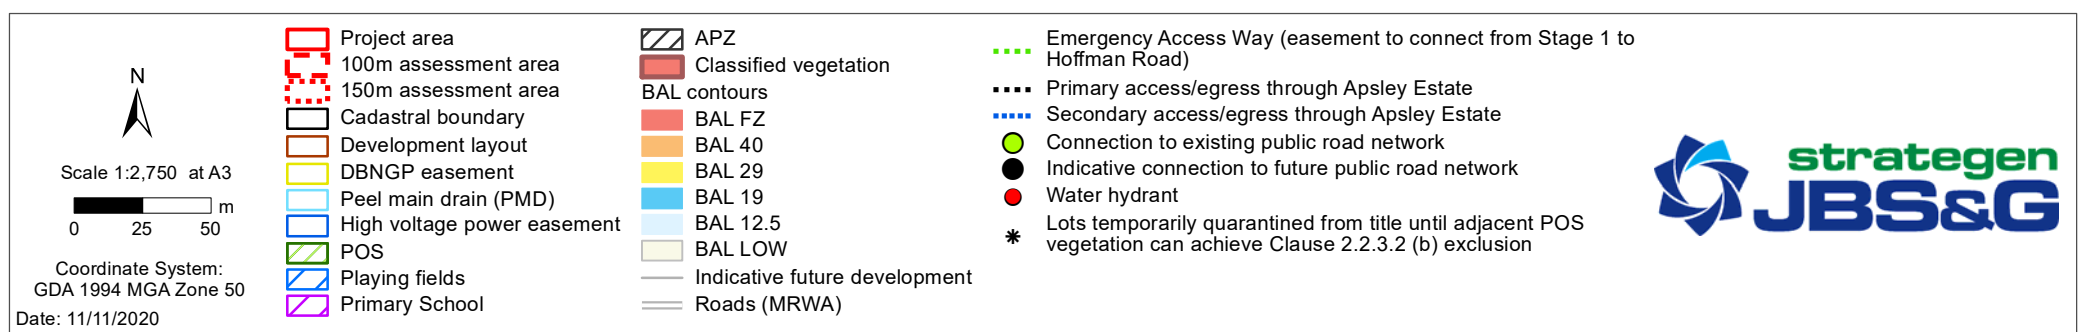 N
Scale 1:2,750 at A3
m
0 25 50
Coordinate System:
GDA 1994 MGA Zone 50
Date: 11/11/2020
Project area
100m assessment area
150m assessment area
Cadastral boundary
Development layout
DBNGP easement
Peel main drain (PMD)
High voltage power easement
POS
Playing fields
Primary School
APZ
Classified vegetation
BAL contours
BAL FZ
BAL 40
BAL 29
BAL 19
BAL 12.5
BAL LOW
Indicative future development
Roads (MRWA)
Emergency Access Way (easement to connect from Stage 1 to
Hoffman Road)
Primary access/egress through Apsley Estate
Secondary access/egress through Apsley Estate
Connection to existing public road network
Indicative connection to future public road network
Water hydrant
Lots temporarily quarantined from title until adjacent POS
vegetation can achieve Clause 2.2.3.2 (b) exclusion
strategen
JBS&G